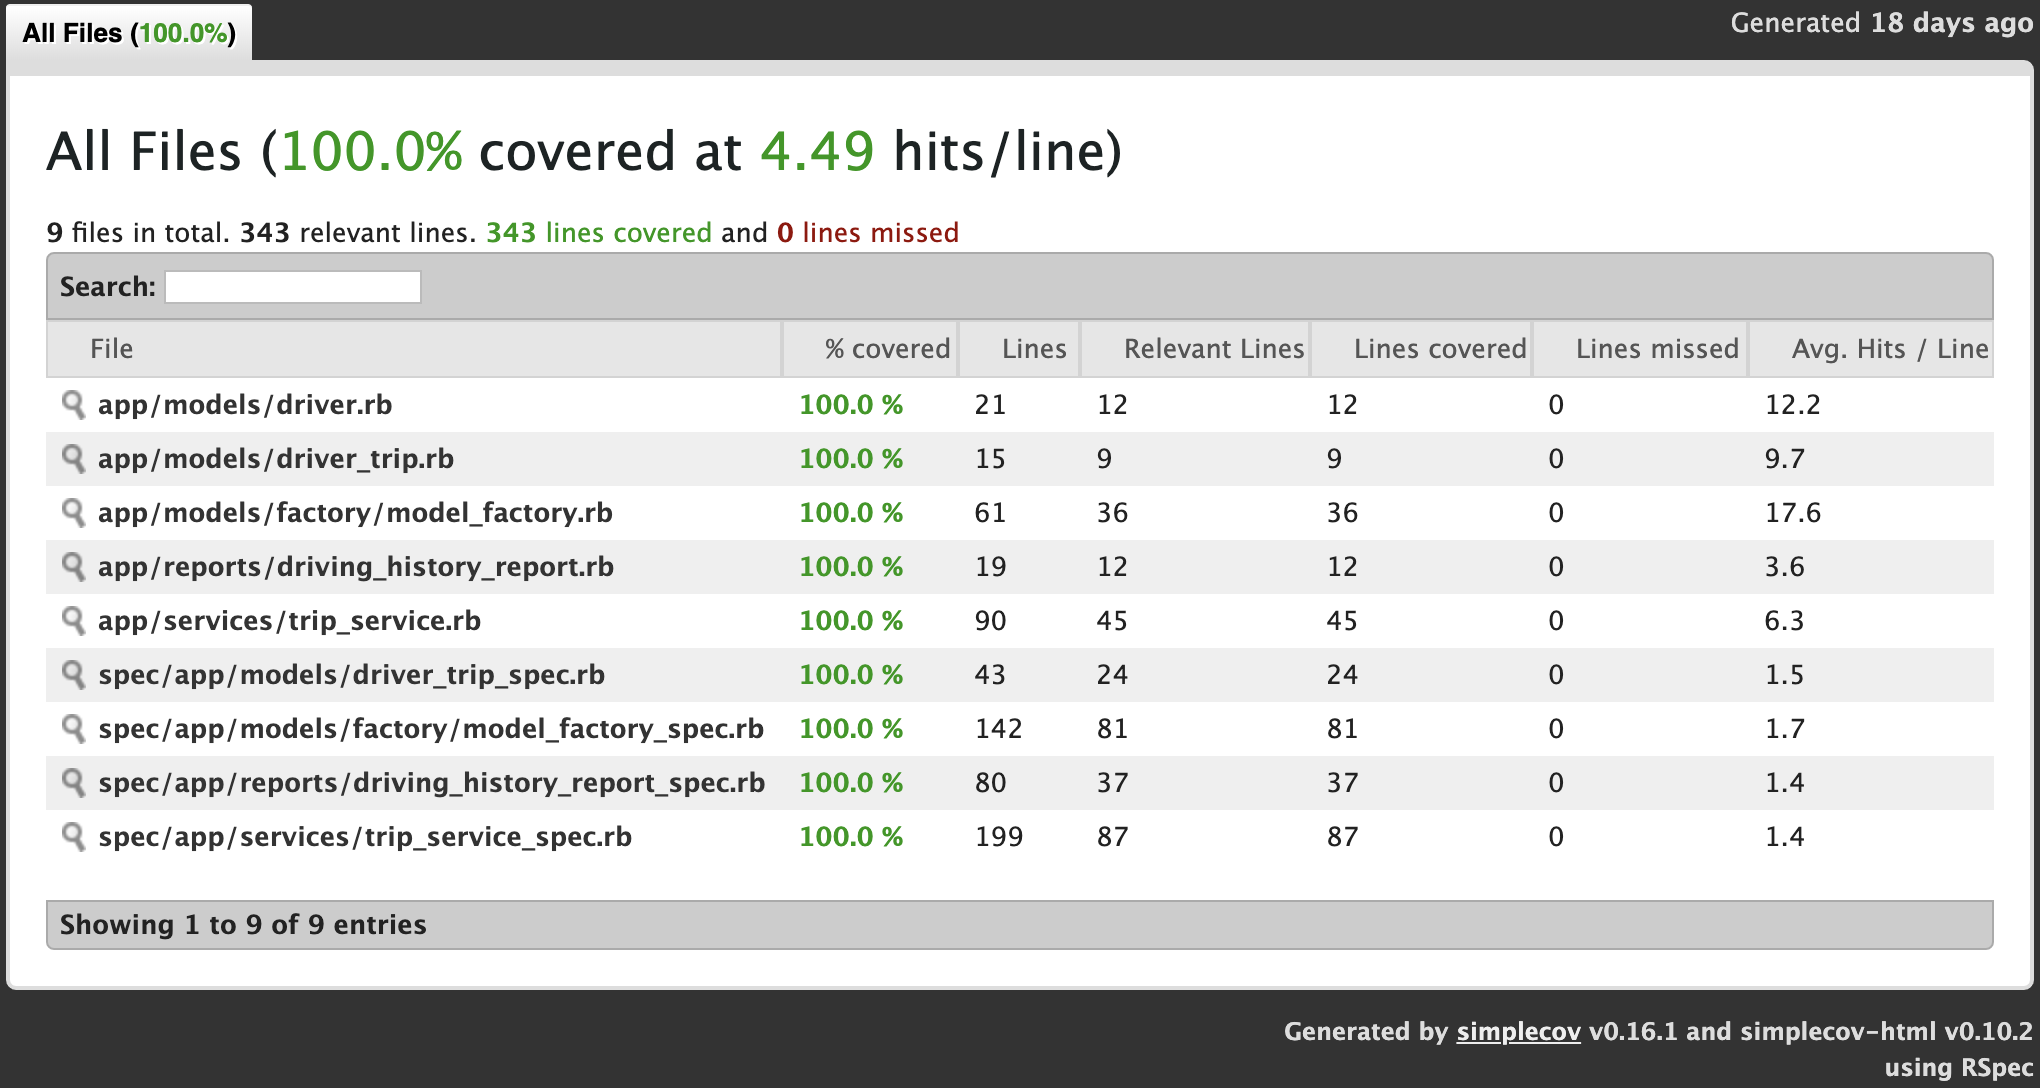 All Files (100.0%)
Generated 18 days ago
All Files (100.0% covered at 4.49 hits/line)
9 files in total. 343 relevant lines. 343 lines covered and 0 lines missed
Search:
File % covered Lines Relevant Lines Lines covered Lines missed Avg. Hits / Line
app/models/driver.rb 100.0 % 21 12 12 0 12.2
app/models/driver_trip.rb 100.0 % 15 9 9 0 9.7
app/models/factory/model_factory.rb 100.0 % 61 36 36 0 17.6
app/reports/driving_history_report.rb 100.0 % 19 12 12 0 3.6
app/services/trip_service.rb 100.0 % 90 45 45 0 6.3
spec/app/models/driver_trip_spec.rb 100.0 % 43 24 24 0 1.5
spec/app/models/factory/model_factory_spec.rb 100.0 % 142 81 81 0 1.7
spec/app/reports/driving_history_report_spec.rb 100.0 % 80 37 37 0 1.4
spec/app/services/trip_service_spec.rb 100.0 % 199 87 87 0 1.4
Showing 1 to 9 of 9 entries
Generated by simplecov v0.16.1 and simplecov-html v0.10.2
using RSpec